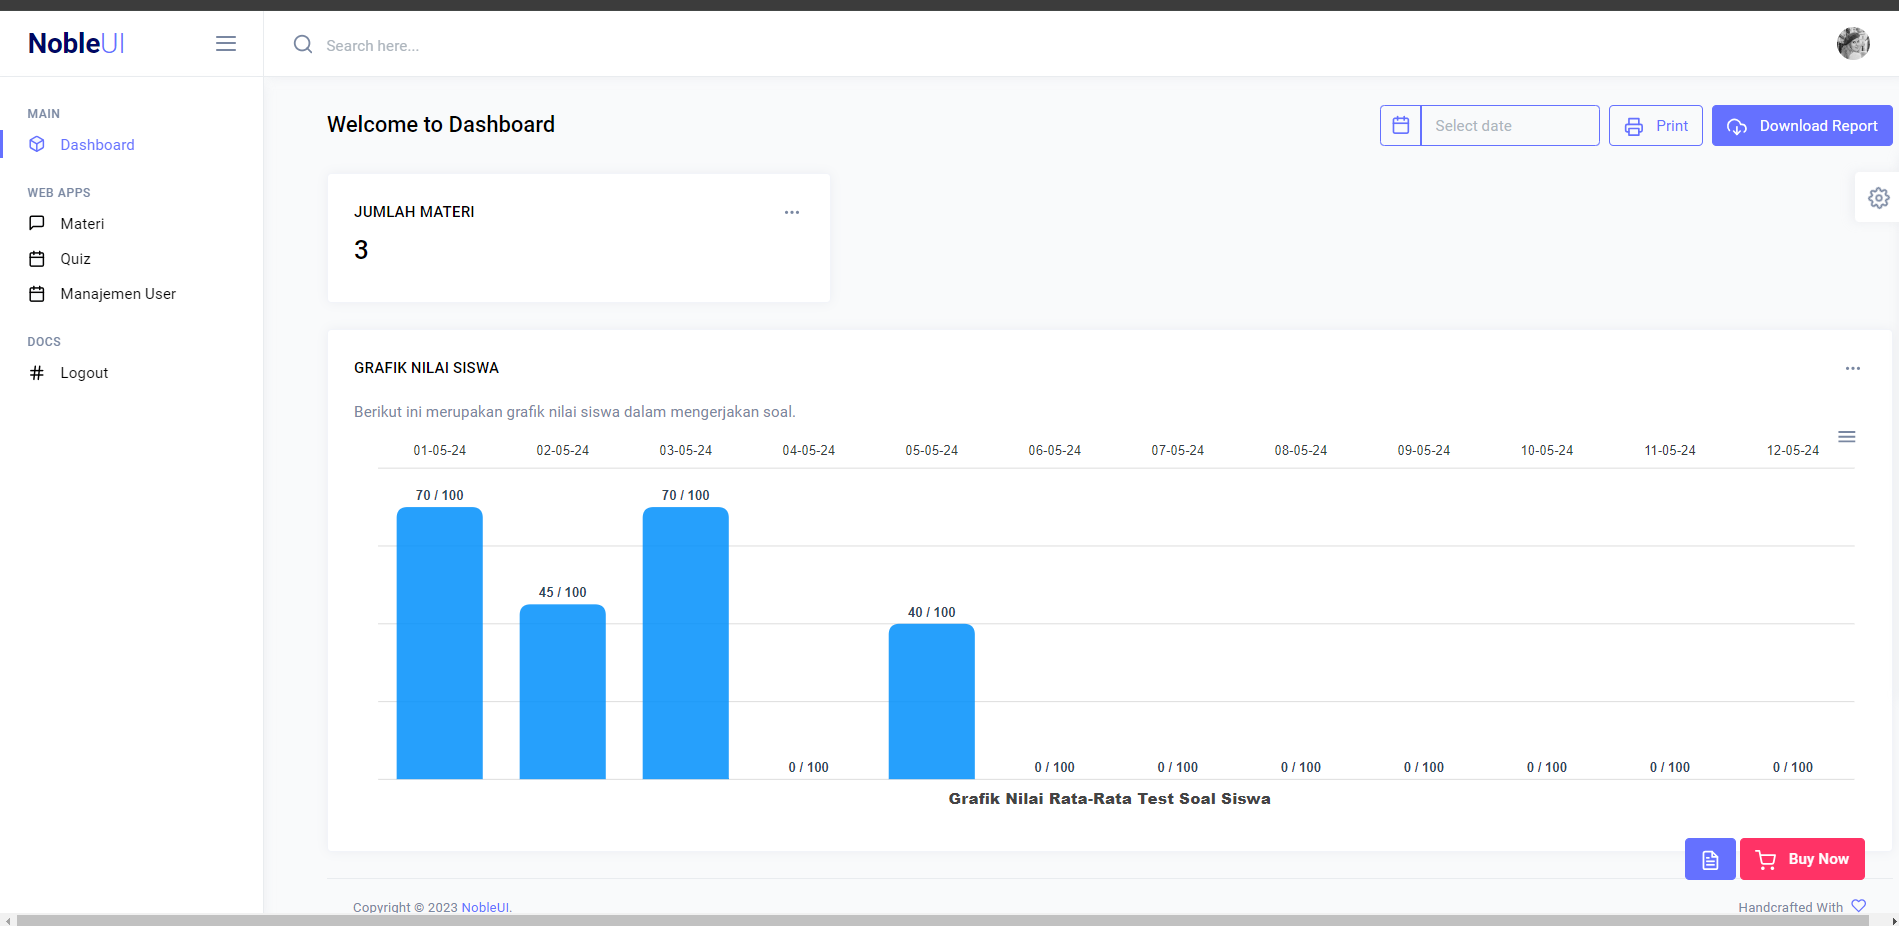 NobleUI
Search here...
MAIN
Dashboard
WEB APPS
Materi
Quiz
Manajemen User
DOCS
Logout
Welcome to Dashboard
Select date
Print
Download Report
JUMLAH MATERI
3
GRAFIK NILAI SISWA
Berikut ini merupakan grafik nilai siswa dalam mengerjakan soal.
01-05-24 02-05-24 03-05-24 04-05-24 05-05-24 06-05-24 07-05-24 08-05-24 09-05-24 10-05-24 11-05-24 12-05-24
70 / 100 45 / 100 70 / 100 0 / 100 40 / 100 0 / 100 0 / 100 0 / 100 0 / 100 0 / 100 0 / 100 0 / 100
Grafik Nilai Rata-Rata Test Soal Siswa
Buy Now
Copyright © 2023 NobleUI.
Handcrafted With